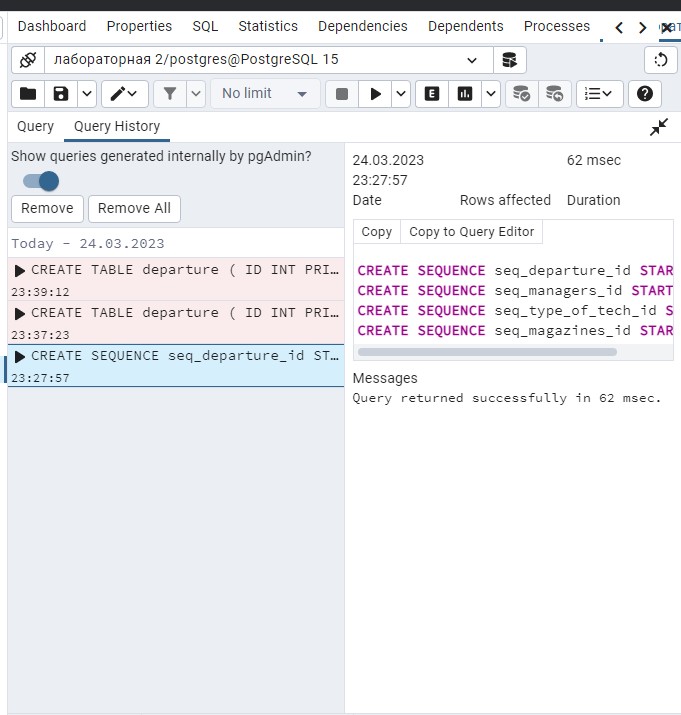 Dashboard Properties SQL Statistics Dependencies Dependents Processes
лабораторная 2/postgres@PostgreSQL 15
No limit
E
Query Query History
Show queries generated internally by pgAdmin?
Remove Remove All
Today - 24.03.2023
CREATE TABLE departure ( ID INT PRI…
23:39:12
CREATE TABLE departure ( ID INT PRI…
23:37:23
CREATE SEQUENCE seq_departure_id ST…
23:27:57
24.03.2023
23:27:57
Date
Rows affected
62 msec
Duration
Copy Copy to Query Editor
CREATE SEQUENCE seq_departure_id STAR
CREATE SEQUENCE seq_managers_id START
CREATE SEQUENCE seq_type_of_tech_id S
CREATE SEQUENCE seq_magazines_id STAR
Messages
Query returned successfully in 62 msec.